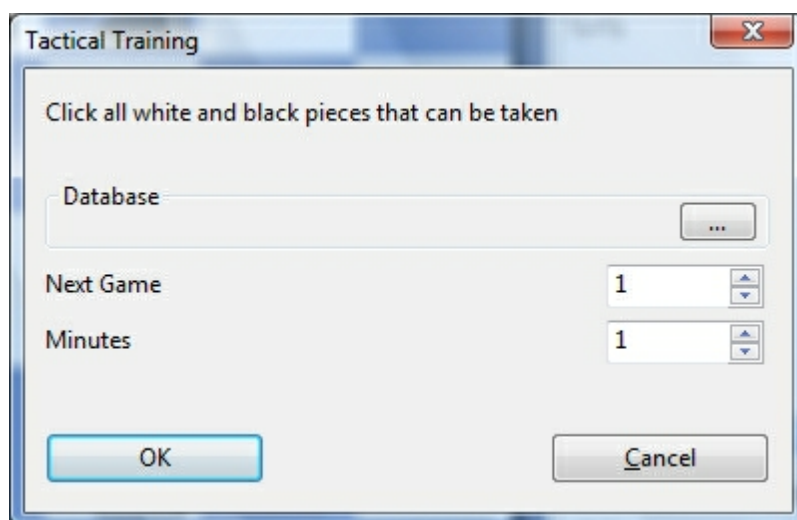 Tactical Training
Click all white and black pieces that can be taken
Database
...
Next Game 1
Minutes 1
OK Cancel